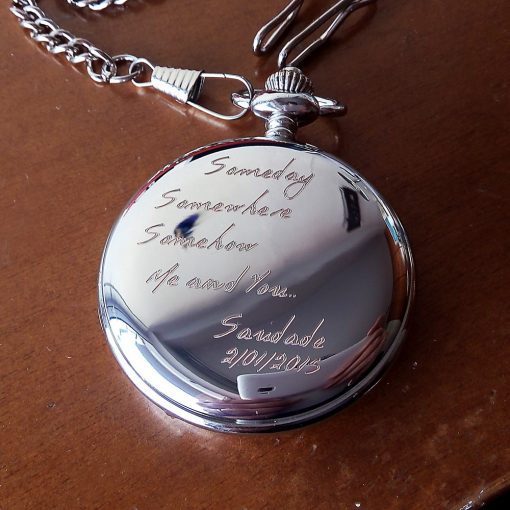 Someday
Somewhere
Somehow
Me and You..
Saudade
2/01/2015